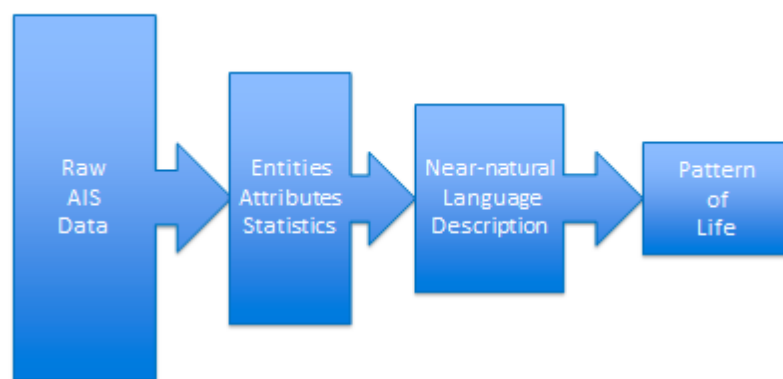 Raw
AIS
Data
Entities
Attributes
Statistics
Near-natural
Language
Description
Pattern
of
Life